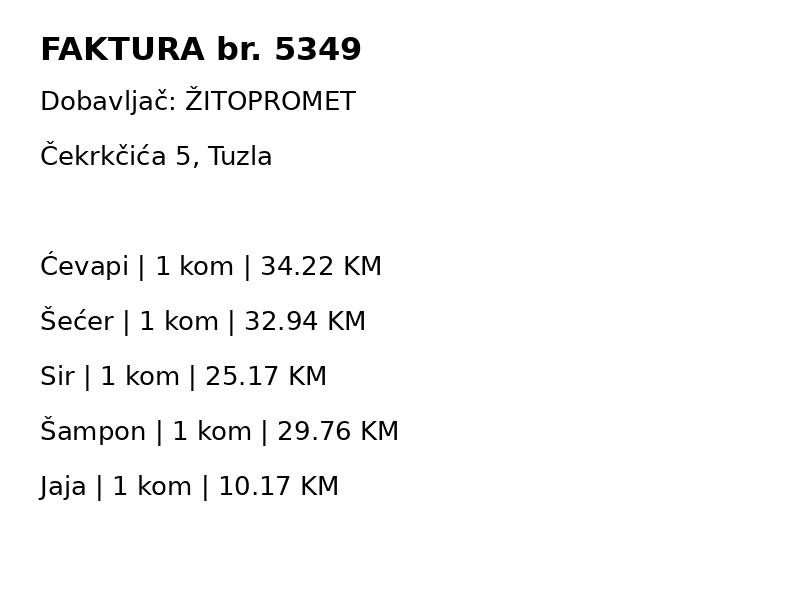 FAKTURA br. 5349
Dobavljač: ŽITOPROMET
Čekrkčića 5, Tuzla
Ćevapi | 1 kom | 34.22 KM
Šećer | 1 kom | 32.94 KM
Sir | 1 kom | 25.17 KM
Šampon | 1 kom | 29.76 KM
Jaja | 1 kom | 10.17 KM